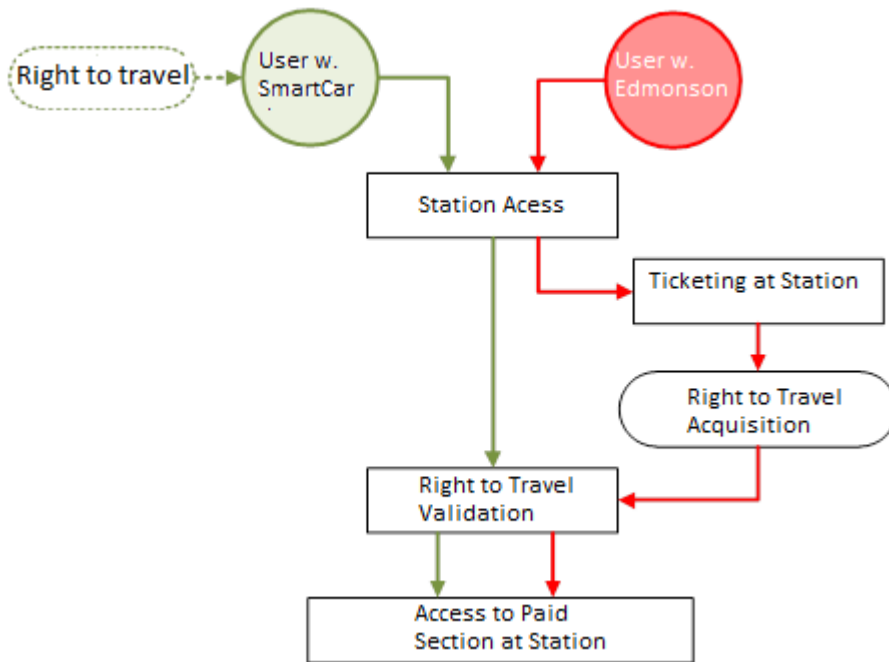 Right to travel
User w.
SmartCar
User w.
Edmonson
Station Acess
Ticketing at Station
Right to Travel
Acquisition
Right to Travel
Validation
Access to Paid
Section at Station